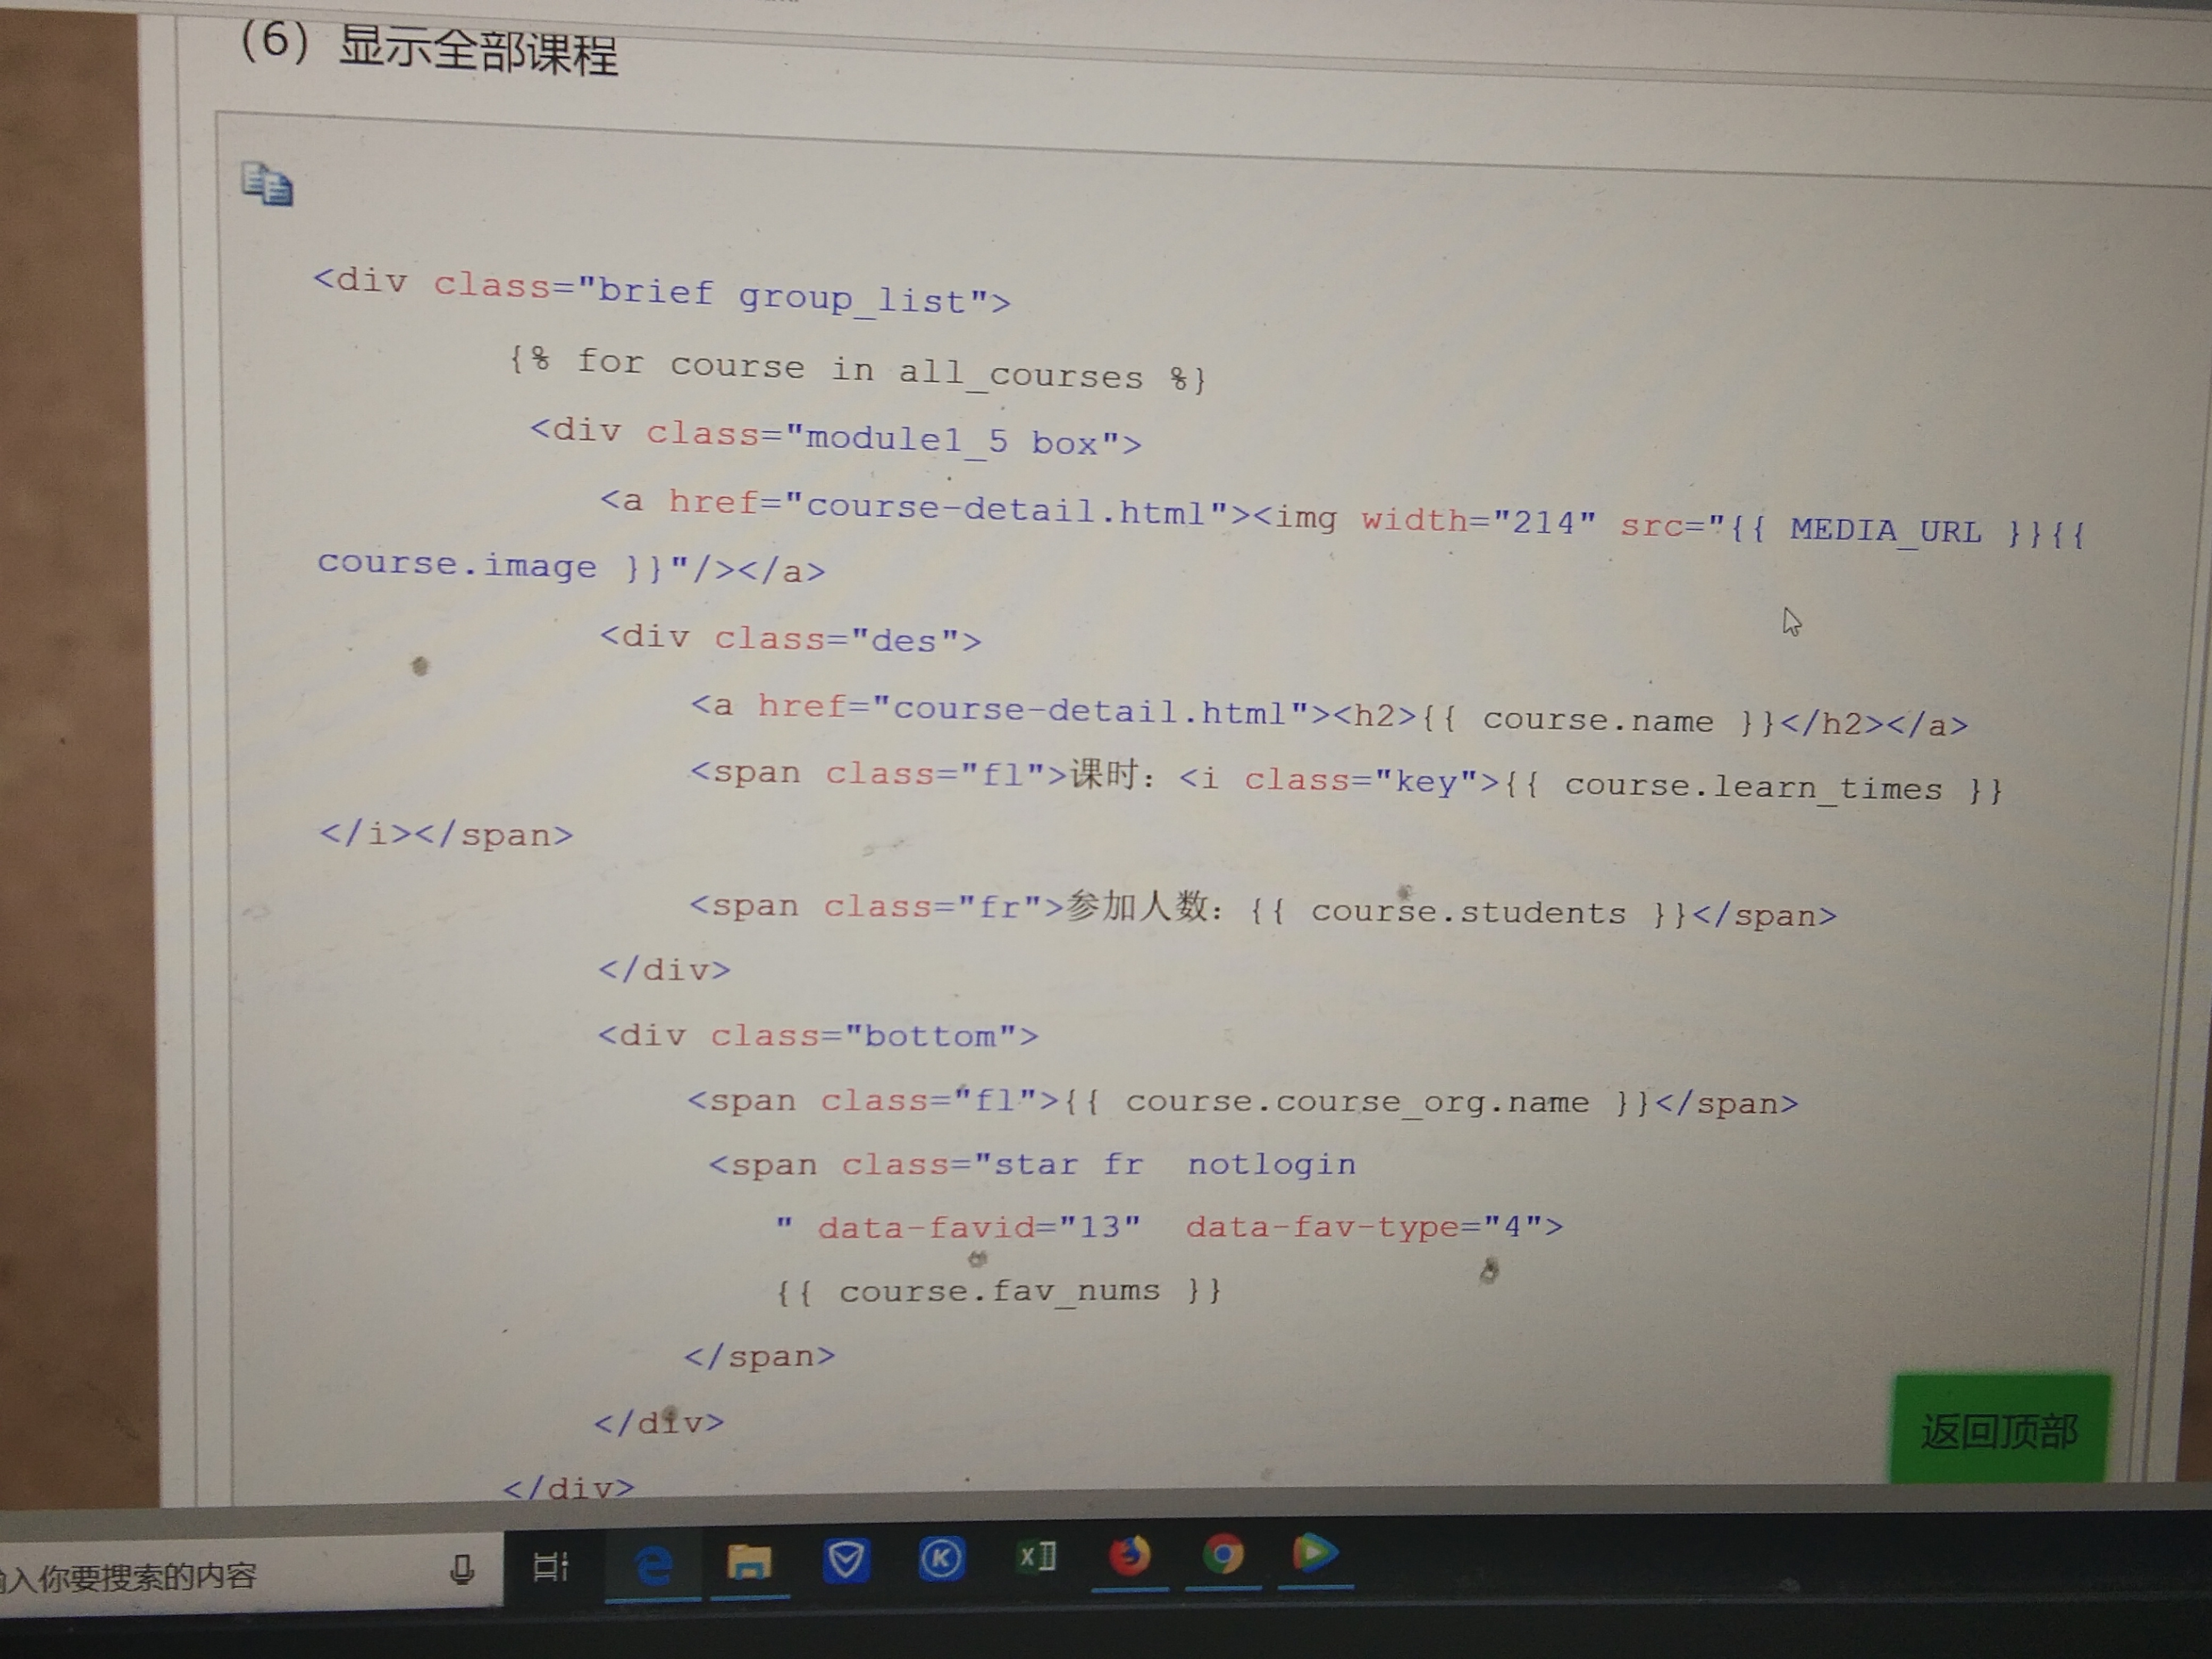 （6）显示全部课程
<div class="brief group_list">
{% for course in all_courses %}
<div class="module1_5 box">
<a href="course-detail.html"><img width="214" src="{{ MEDIA_URL }}{{
course.image }}"/></a>
<div class="des">
<a href="course-detail.html"><h2>{{ course.name }}</h2></a>
<span class="fl">课时：<i class="key">{{ course.learn_times }}
</i></span>
<span class="fr">参加人数：{{ course.students }}</span>
</div>
<div class="bottom">
<span class="fl">{{ course.course_org.name }}</span>
<span class="star fr  notlogin
" data-favid="13"  data-fav-type="4">
{{ course.fav_nums }}
</span>
</div>
</div>
返回顶部
入你要搜索的内容